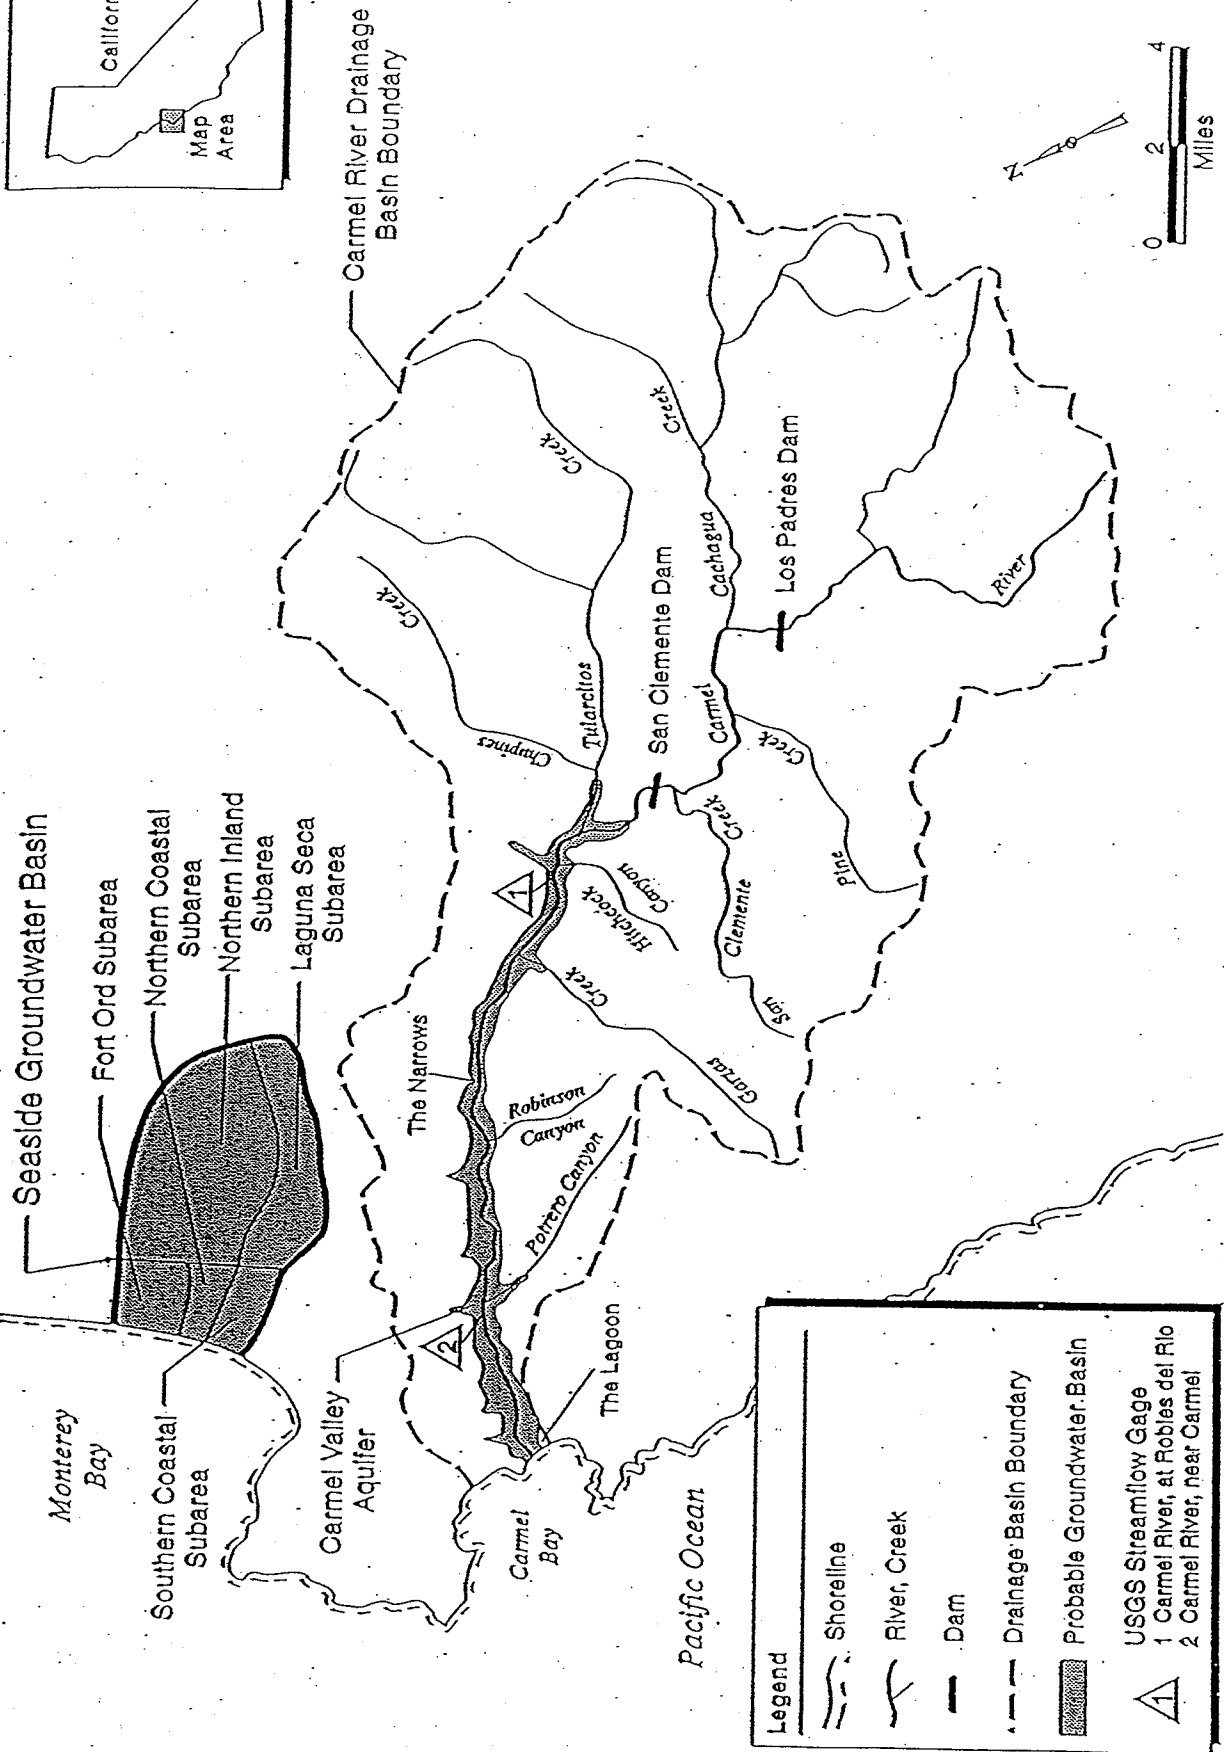 Californ
Map
Area
Seaside Groundwater Basin
Fort Ord Subarea
Northern Coastal
Subarea
Northern Inland
Subarea
Laguna Seca
Subarea
Carmel River Drainage
Basin Boundary
Monterey
Bay
Southern Coastal
Subarea
Carmel Valley
Aquifer
The Narrows
Creek
Chupines
Creek
Tularcitos
Creek
Cachagua
San Clemente Dam
Los Padres Dam
Carmel
River
Creek
Pine
Creek
Clemente
San
Hitchcock
Canyon
Creek
Garzas
Robinson
Canyon
Potrero Canyon
The Lagoon
Carmel
Bay
Pacific Ocean
1
2
N
0 2 4
Miles
Legend
Shoreline
River, Creek
Dam
Drainage Basin Boundary
Probable Groundwater Basin
1
USGS Streamflow Gage
1 Carmel River, at Robles del Rio
2 Carmel River, near Carmel